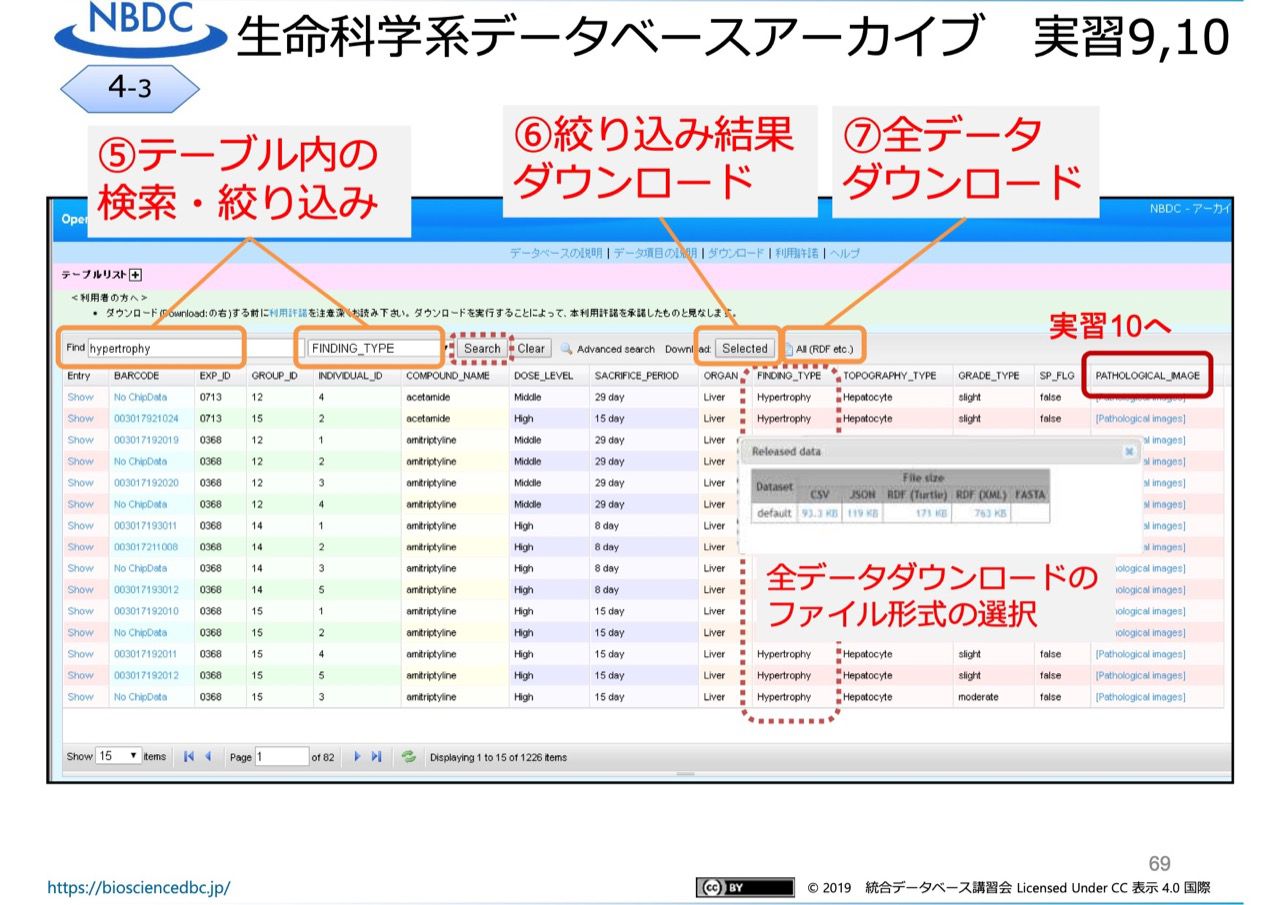 NBDC
生命科学系データベースアーカイブ　実習9,10
4-3
⑤テーブル内の
検索・絞り込み
⑥絞り込み結果
ダウンロード
⑦全データ
ダウンロード
Open
NBDC - アーカイ
データベースの説明 | データ項目の説明 | ダウンロード | 利用許諾 | ヘルプ
テーブルリスト
<利用者の方へ>
• ダウンロード(Download:の右)する前に利用許諾を注意深くお読み下さい。ダウンロードを実行することによって、本利用許諾を承諾したものと見なします。
実習10へ
Find hypertrophy FINDING_TYPE Search Clear Advanced search Download: Selected All (RDF etc.)
Entry BARCODE EXP_ID GROUP_ID INDIVIDUAL_ID COMPOUND_NAME DOSE_LEVEL SACRIFICE_PERIOD ORGAN FINDING_TYPE TOPOGRAPHY_TYPE GRADE_TYPE SP_FLG PATHOLOGICAL_IMAGE
Show No ChipData 0713 12 4 acetamide Middle 29 day Liver Hypertrophy Hepatocyte slight false [Pathological images]
Show 003017921024 0713 15 2 acetamide High 15 day Liver Hypertrophy Hepatocyte slight false [Pathological images]
Show 003017192019 0368 12 1 amitriptyline Middle 29 day Liver al images]
Show No ChipData 0368 12 2 amitriptyline Middle 29 day Liver al images]
Show 003017192020 0368 12 3 amitriptyline Middle 29 day Liver al images]
Show No ChipData 0368 12 4 amitriptyline Middle 29 day Liver al images]
Show 003017193011 0368 14 1 amitriptyline High 8 day Liver al images]
Show 003017211008 0368 14 2 amitriptyline High 8 day Liver al images]
Show No ChipData 0368 14 3 amitriptyline High 8 day Liver hological images]
Show 003017193012 0368 14 5 amitriptyline High 8 day Liver hological images]
Show 003017192010 0368 15 1 amitriptyline High 15 day Liver hological images]
Show No ChipData 0368 15 2 amitriptyline High 15 day Liver hological images]
Show 003017192011 0368 15 4 amitriptyline High 15 day Liver Hypertrophy Hepatocyte slight false [Pathological images]
Show 003017192012 0368 15 5 amitriptyline High 15 day Liver Hypertrophy Hepatocyte slight false [Pathological images]
Show No ChipData 0368 15 3 amitriptyline High 15 day Liver Hypertrophy Hepatocyte moderate false [Pathological images]
Released data
File size
Dataset CSV JSON RDF (Turtle) RDF (XML) FASTA
default 93.3 KB 119 KB 171 KB 763 KB
全データダウンロードの
ファイル形式の選択
Show 15 items Page 1 of 82 Displaying 1 to 15 of 1226 items
69
https://biosciencedbc.jp/
cc BY © 2019　統合データベース講習会 Licensed Under CC 表示 4.0 国際